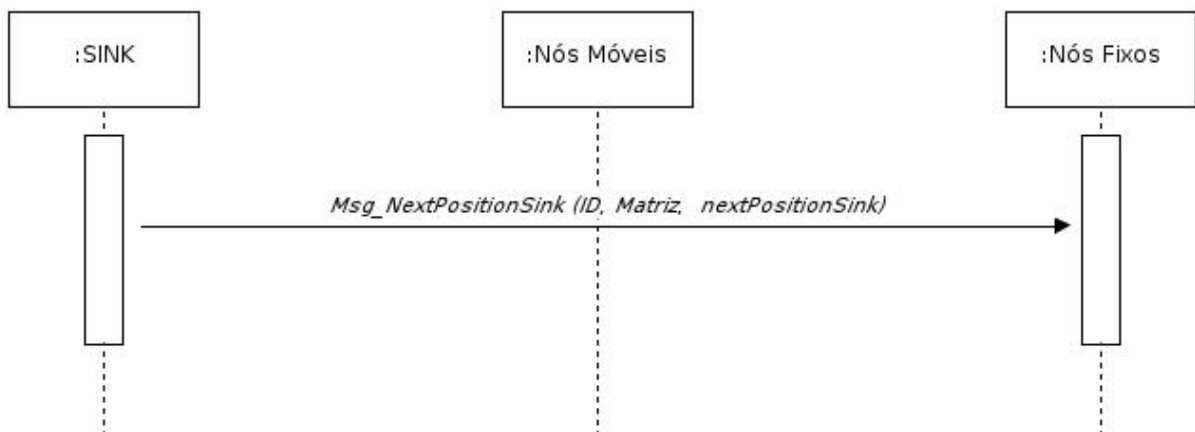 :SINK
:Nós Móveis
:Nós Fixos
Msg_NextPositionSink (ID, Matriz, nextPositionSink)